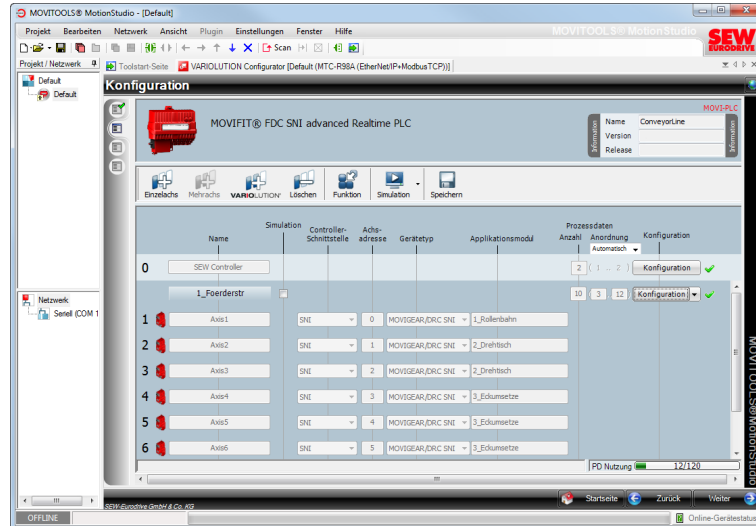 MOVITOOLS® MotionStudio - [Default]
Projekt Bearbeiten Netzwerk Ansicht Plugin Einstellungen Fenster Hilfe
MOVITOOLS® MotionStudio
SEW
EURODRIVE
Scan
Projekt / Netzwerk
Toolstart-Seite
VARIOLUTION Configurator [Default (MTC-R98A (EtherNet/IP+ModbusTCP))]
Default
Default
Konfiguration
MOVI-PLC
MOVIFIT® FDC SNI advanced Realtime PLC
Information
Name ConveyorLine
Version
Release
Information
Einzelachs Mehrachs VARIOLUTION® Löschen Funktion Simulation Speichern
Name
Simulation
Controller-Schnittstelle
Achs-adresse
Gerätetyp
Applikationsmodul
Prozessdaten
Anzahl Anordnung
Automatisch
Konfiguration
0 SEW Controller 2 ( 1 .. 2 ) Konfiguration
1_Foerderstr 10 3 12 Konfiguration
1 Axis1 SNI 0 MOVIGEAR/DRC SNI 1_Rollenbahn
2 Axis2 SNI 1 MOVIGEAR/DRC SNI 2_Drehtisch
3 Axis3 SNI 2 MOVIGEAR/DRC SNI 2_Drehtisch
4 Axis4 SNI 3 MOVIGEAR/DRC SNI 3_Eckumsetze
5 Axis5 SNI 4 MOVIGEAR/DRC SNI 3_Eckumsetze
6 Axis6 SNI 5 MOVIGEAR/DRC SNI 3_Eckumsetze
Netzwerk
Seriell (COM 1
MOVITOOLS® MotionStudio
PD Nutzung 12/120
Startseite Zurück Weiter
SEW-Eurodrive GmbH & Co. KG
OFFLINE
Online-Gerätestatus